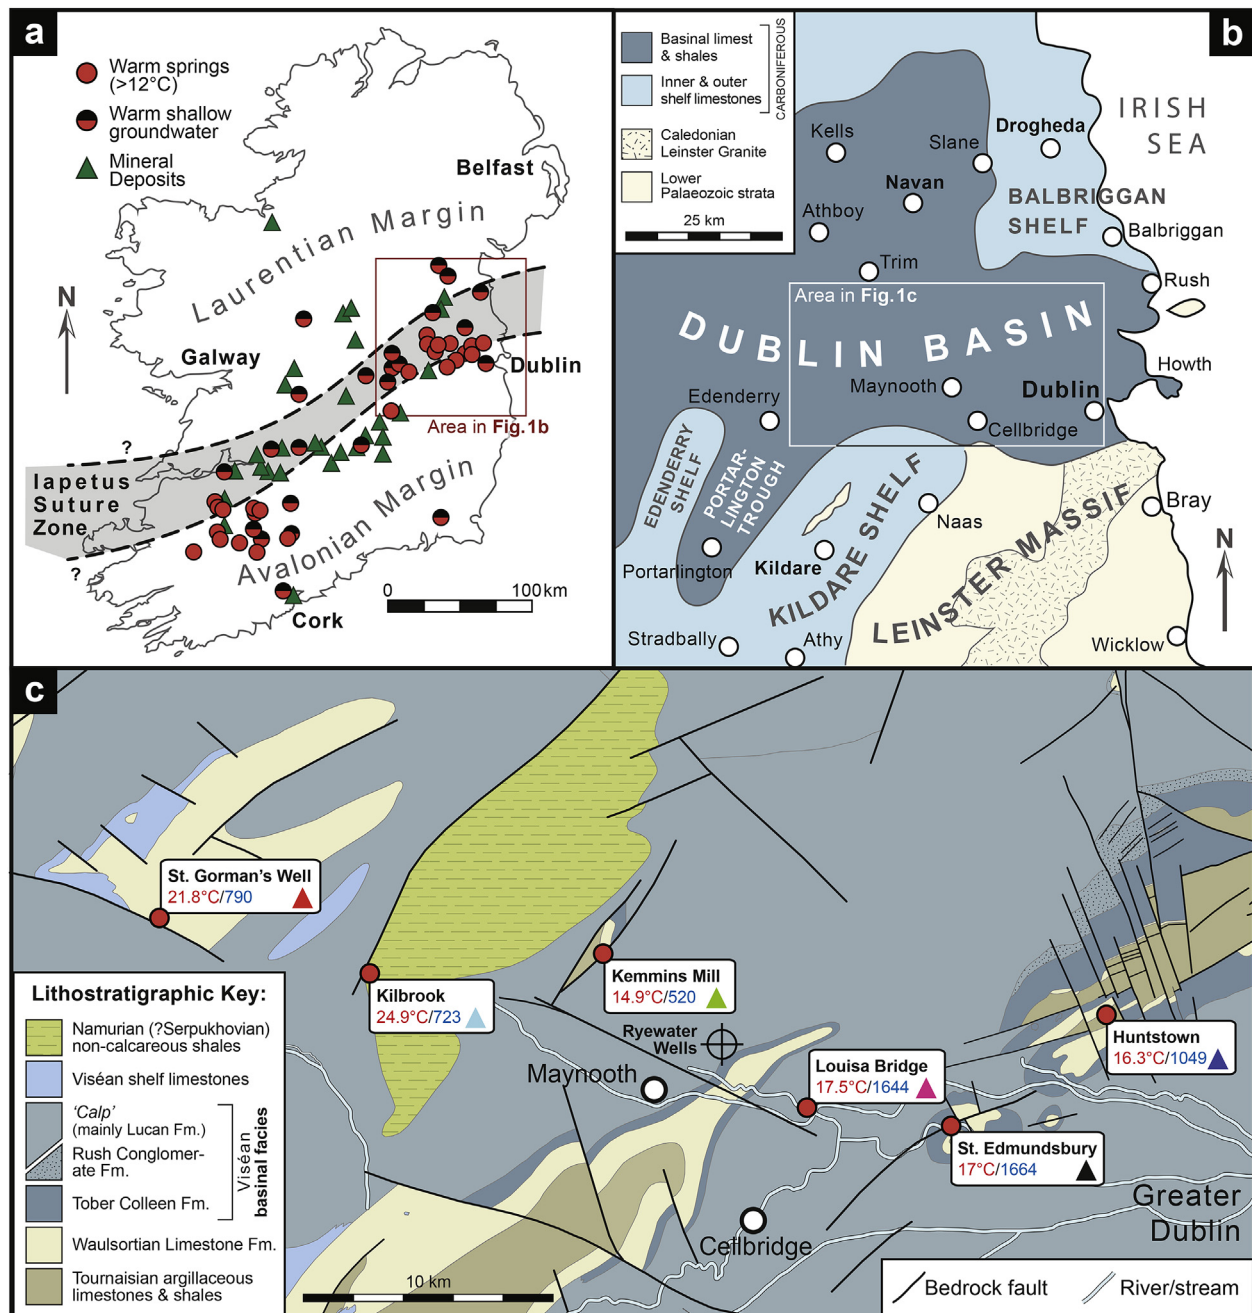 a
Warm springs
(>12°C)
Warm shallow
groundwater
Mineral
Deposits
Belfast
Laurentian Margin
N
Galway
Dublin
Area in Fig.1b
?
Iapetus
Suture
Zone
?
Avalonian Margin
Cork
0
100 km
b
Basinal limest
& shales
Inner & outer
shelf limestones
CARBONIFEROUS
Caledonian
Leinster Granite
Lower
Palaeozoic strata
25 km
IRISH
SEA
Kells
Slane
Drogheda
Navan
BALBRIGGAN
SHELF
Athboy
Balbriggan
Trim
Rush
Area in Fig.1c
DUBLIN BASIN
Howth
Maynooth
Dublin
Edenderry
Cellbridge
EDENDERRY
SHELF
PORTAR-
LINGTON
TROUGH
KILDARE SHELF
Naas
Bray
LEINSTER MASSIF
Portarlington
Kildare
N
Stradbally
Athy
Wicklow
c
St. Gorman's Well
21.8°C/790
Kilbrook
24.9°C/723
Kemmins Mill
14.9°C/520
Ryewater
Wells
Maynooth
Louisa Bridge
17.5°C/1644
Huntstown
16.3°C/1049
St. Edmundsbury
17°C/1664
Greater
Dublin
Cellbridge
10 km
Lithostratigraphic Key:
Namurian (?Serpukhovian)
non-calcareous shales
Viséan shelf limestones
'Calp'
(mainly Lucan Fm.)
Rush Conglomer-
ate Fm.
Tober Colleen Fm.
Viséan
basinal facies
Waulsortian Limestone Fm.
Tournaisian argillaceous
limestones & shales
Bedrock fault
River/stream